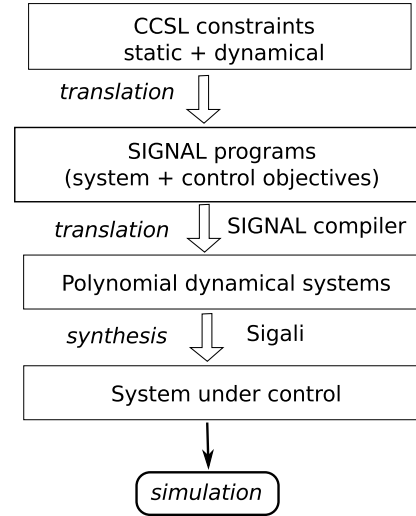 CCSL constraints
static + dynamical
translation
SIGNAL programs
(system + control objectives)
translation SIGNAL compiler
Polynomial dynamical systems
synthesis Sigali
System under control
simulation